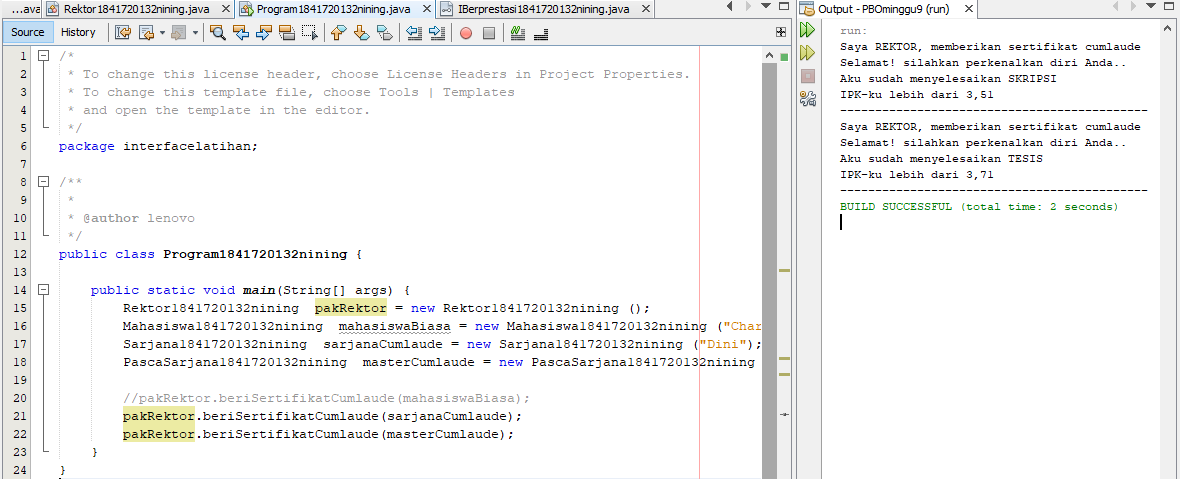 ...ava Rektor1841720132nining.java Program1841720132nining.java IBerprestasi1841720132nining.java
Source History
1 /*
2 * To change this license header, choose License Headers in Project Properties.
3 * To change this template file, choose Tools | Templates
4 * and open the template in the editor.
5 */
6 package interfacelatihan;
7
8 /**
9 *
10 * @author lenovo
11 */
12 public class Program1841720132nining {
13
14 public static void main(String[] args) {
15 Rektor1841720132nining pakRektor = new Rektor1841720132nining ();
16 Mahasiswa1841720132nining mahasiswaBiasa = new Mahasiswa1841720132nining ("Char
17 Sarjana1841720132nining sarjanaCumlaude = new Sarjana1841720132nining ("Dini");
18 PascaSarjana1841720132nining masterCumlaude = new PascaSarjana1841720132nining
19
20 //pakRektor.beriSertifikatCumlaude(mahasiswaBiasa);
21 pakRektor.beriSertifikatCumlaude(sarjanaCumlaude);
22 pakRektor.beriSertifikatCumlaude(masterCumlaude);
23 }
24 }
Output - PBOminggu9 (run)
run:
Saya REKTOR, memberikan sertifikat cumlaude
Selamat! silahkan perkenalkan diri Anda..
Aku sudah menyelesaikan SKRIPSI
IPK-ku lebih dari 3,51
--------------------------------------------
Saya REKTOR, memberikan sertifikat cumlaude
Selamat! silahkan perkenalkan diri Anda..
Aku sudah menyelesaikan TESIS
IPK-ku lebih dari 3,71
--------------------------------------------
BUILD SUCCESSFUL (total time: 2 seconds)